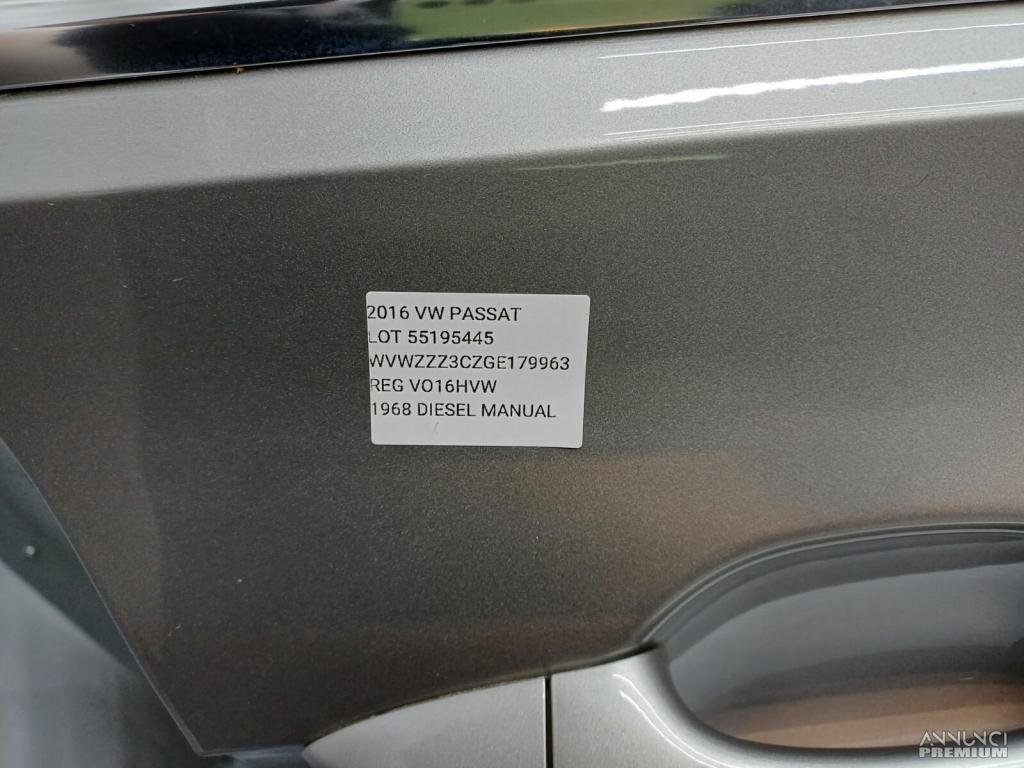 2016 VW PASSAT
LOT 55195445
WVWZZZ3CZGE179963
REG VO16HVW
1968 DIESEL MANUAL
ANNUNCI
PREMIUM